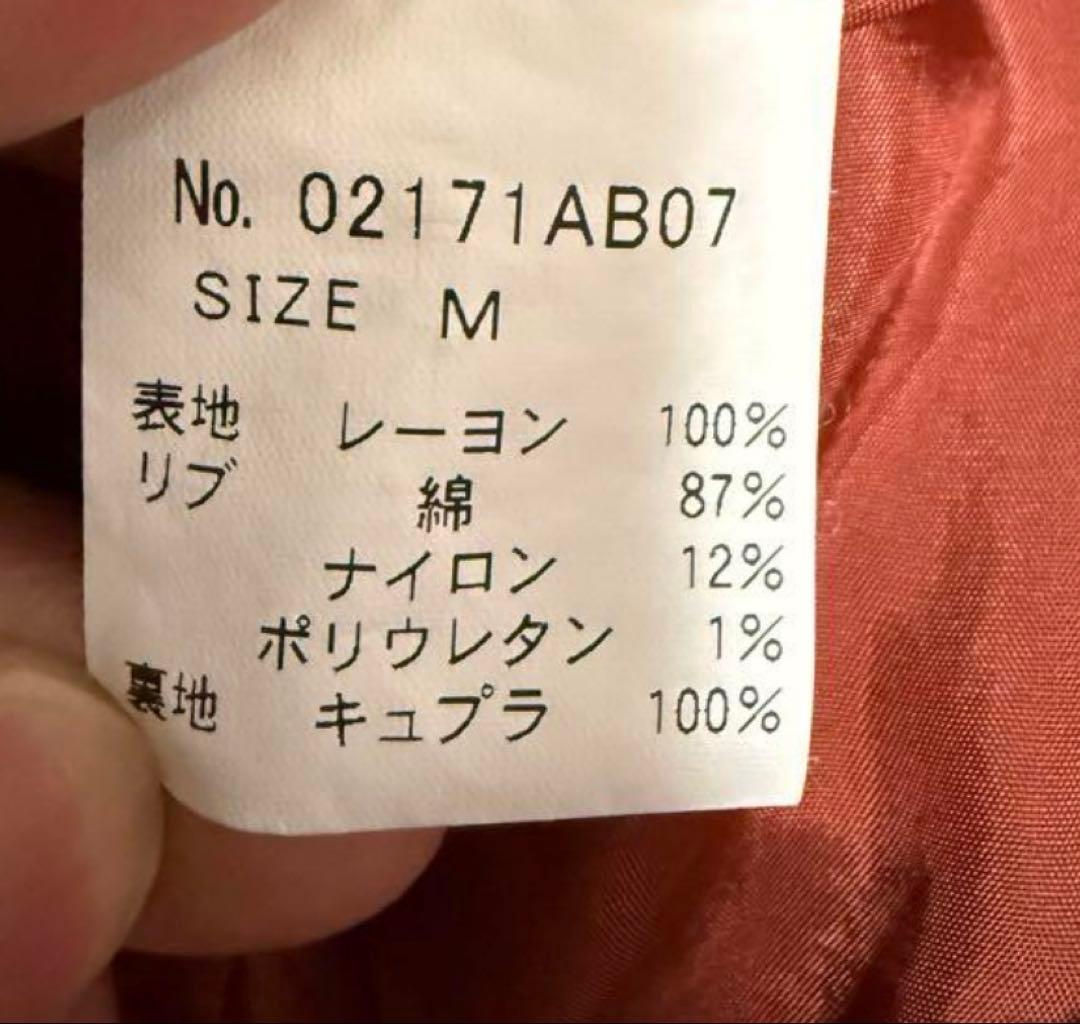 No. 02171AB07
SIZE M
表地 レーヨン 100%
リブ 綿 87%
ナイロン 12%
ポリウレタン 1%
裏地 キュプラ 100%